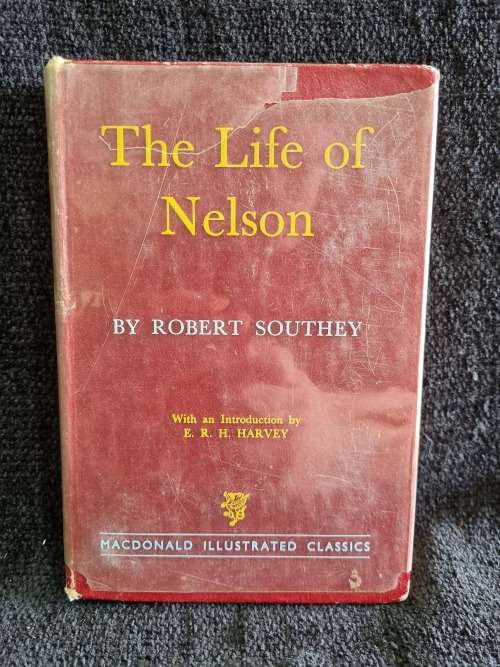 The Life of
Nelson
BY ROBERT SOUTHEY
With an Introduction by
E. R. H. HARVEY
MACDONALD ILLUSTRATED CLASSICS